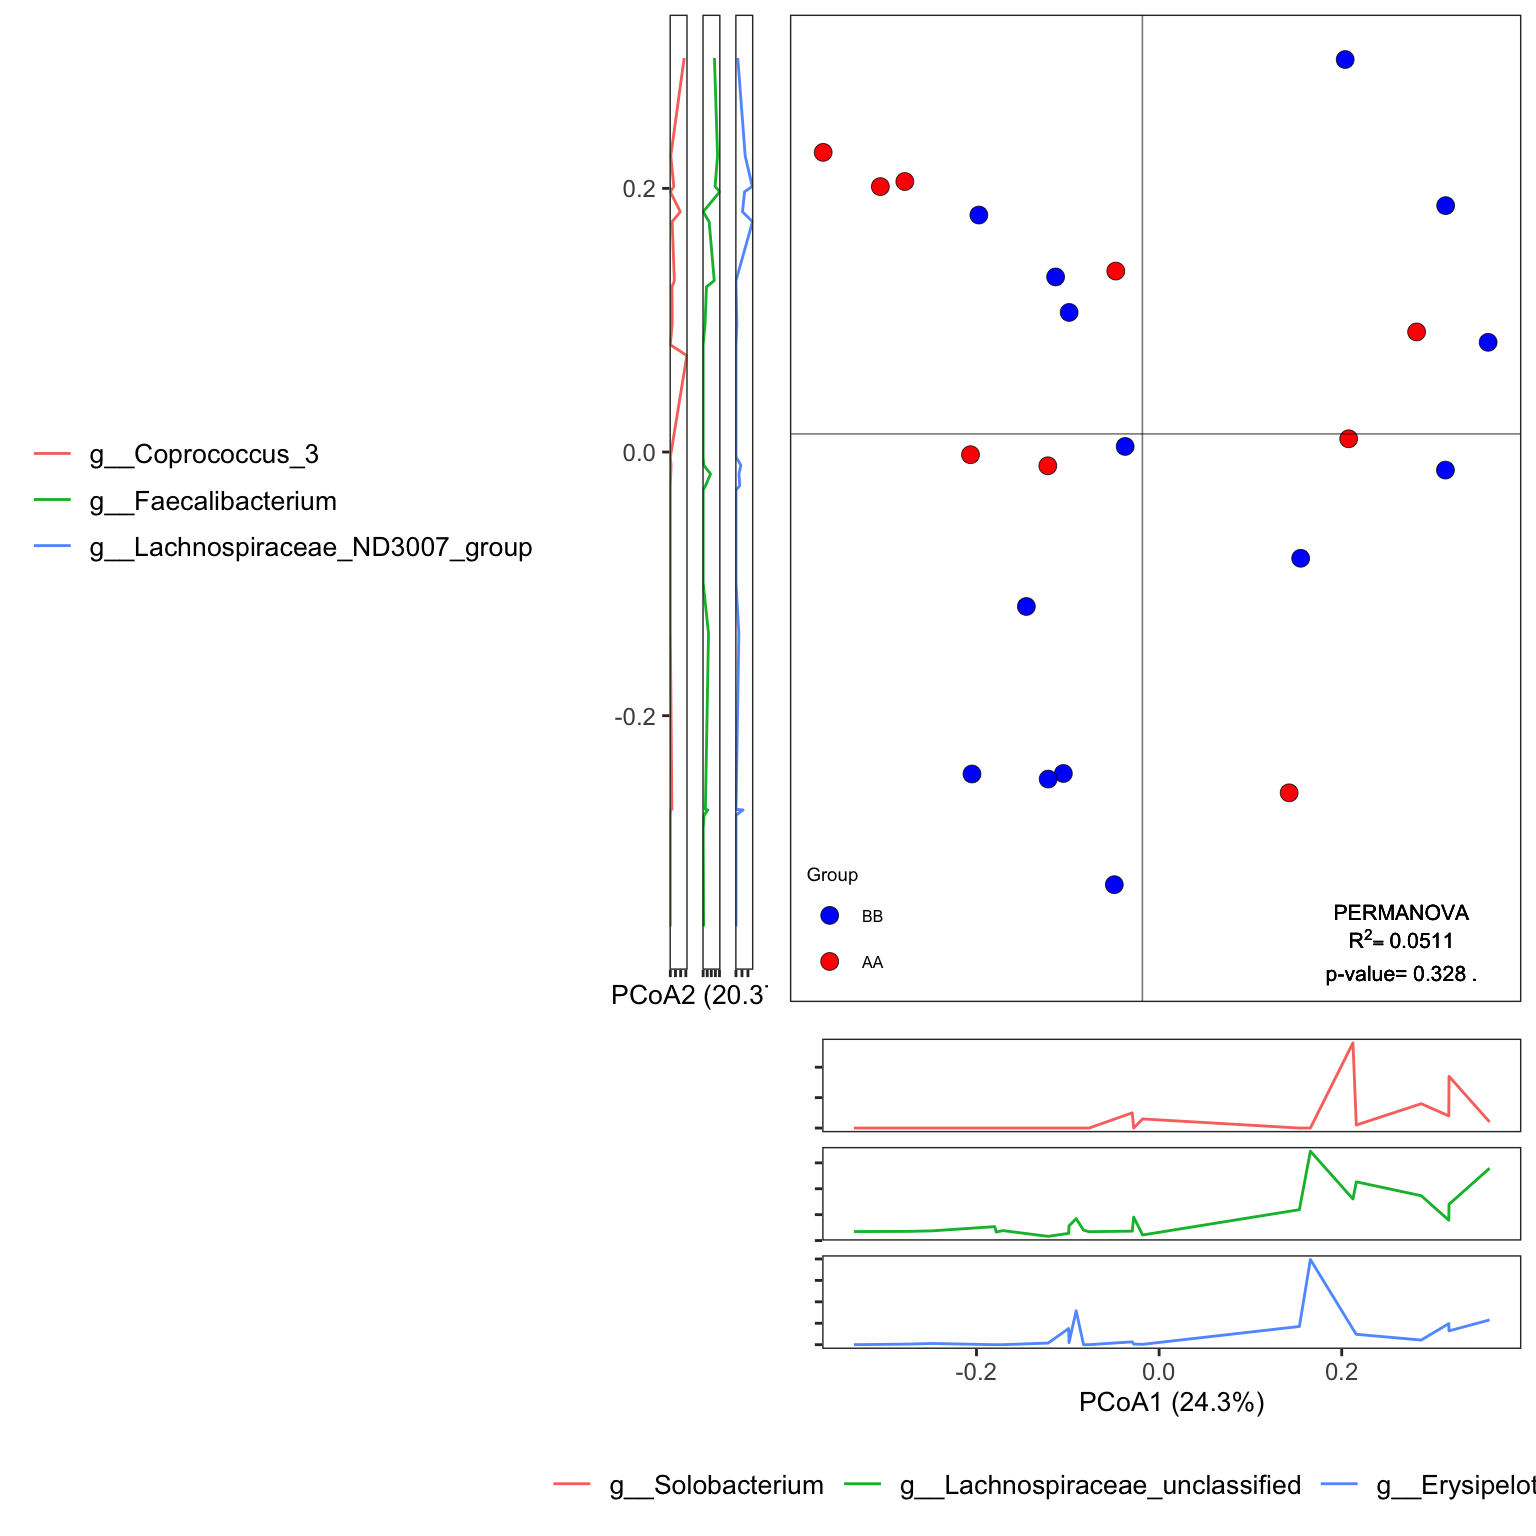 0.2
0.0
-0.2
g__Coprococcus_3
g__Faecalibacterium
g__Lachnospiraceae_ND3007_group
PCoA2 (20.3
Group
BB
AA
PERMANOVA
R²= 0.0511
p-value= 0.328 .
-0.2 0.0 0.2
PCoA1 (24.3%)
g__Solobacterium g__Lachnospiraceae_unclassified g__Erysipelot